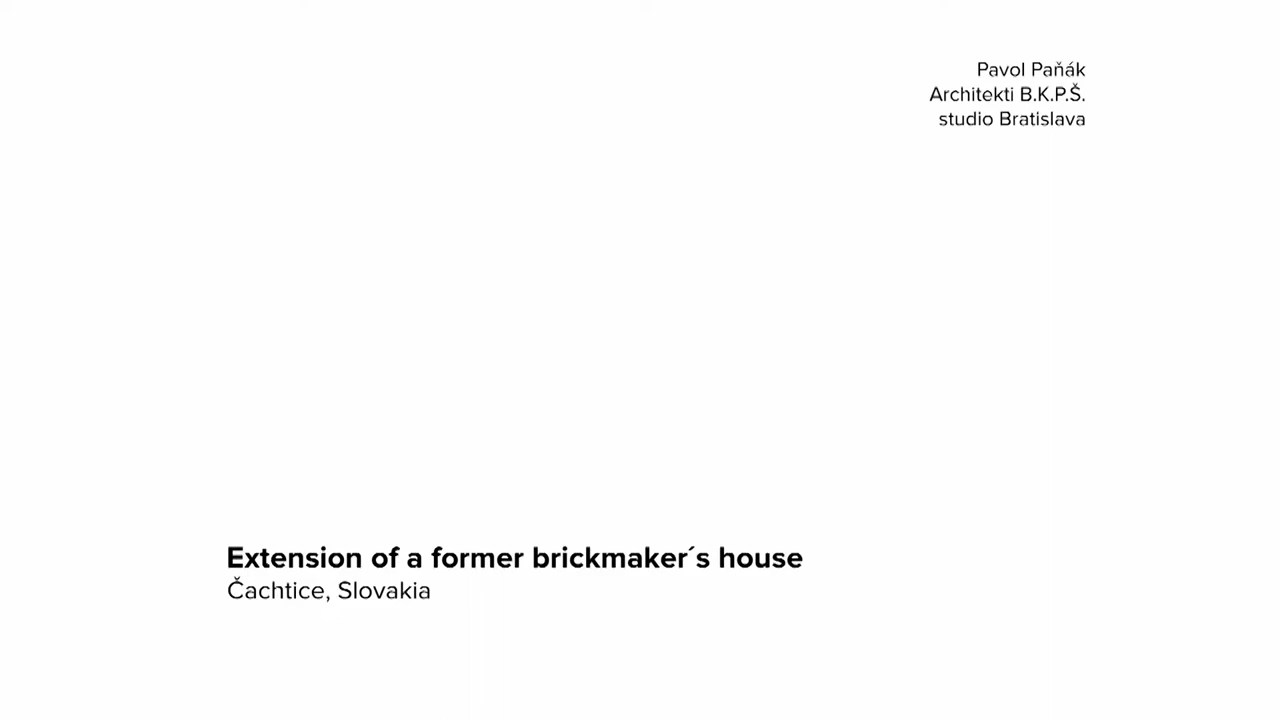 Pavol Paňák
Architekti B.K.P.Š.
studio Bratislava
Extension of a former brickmaker´s house
Čachtice, Slovakia